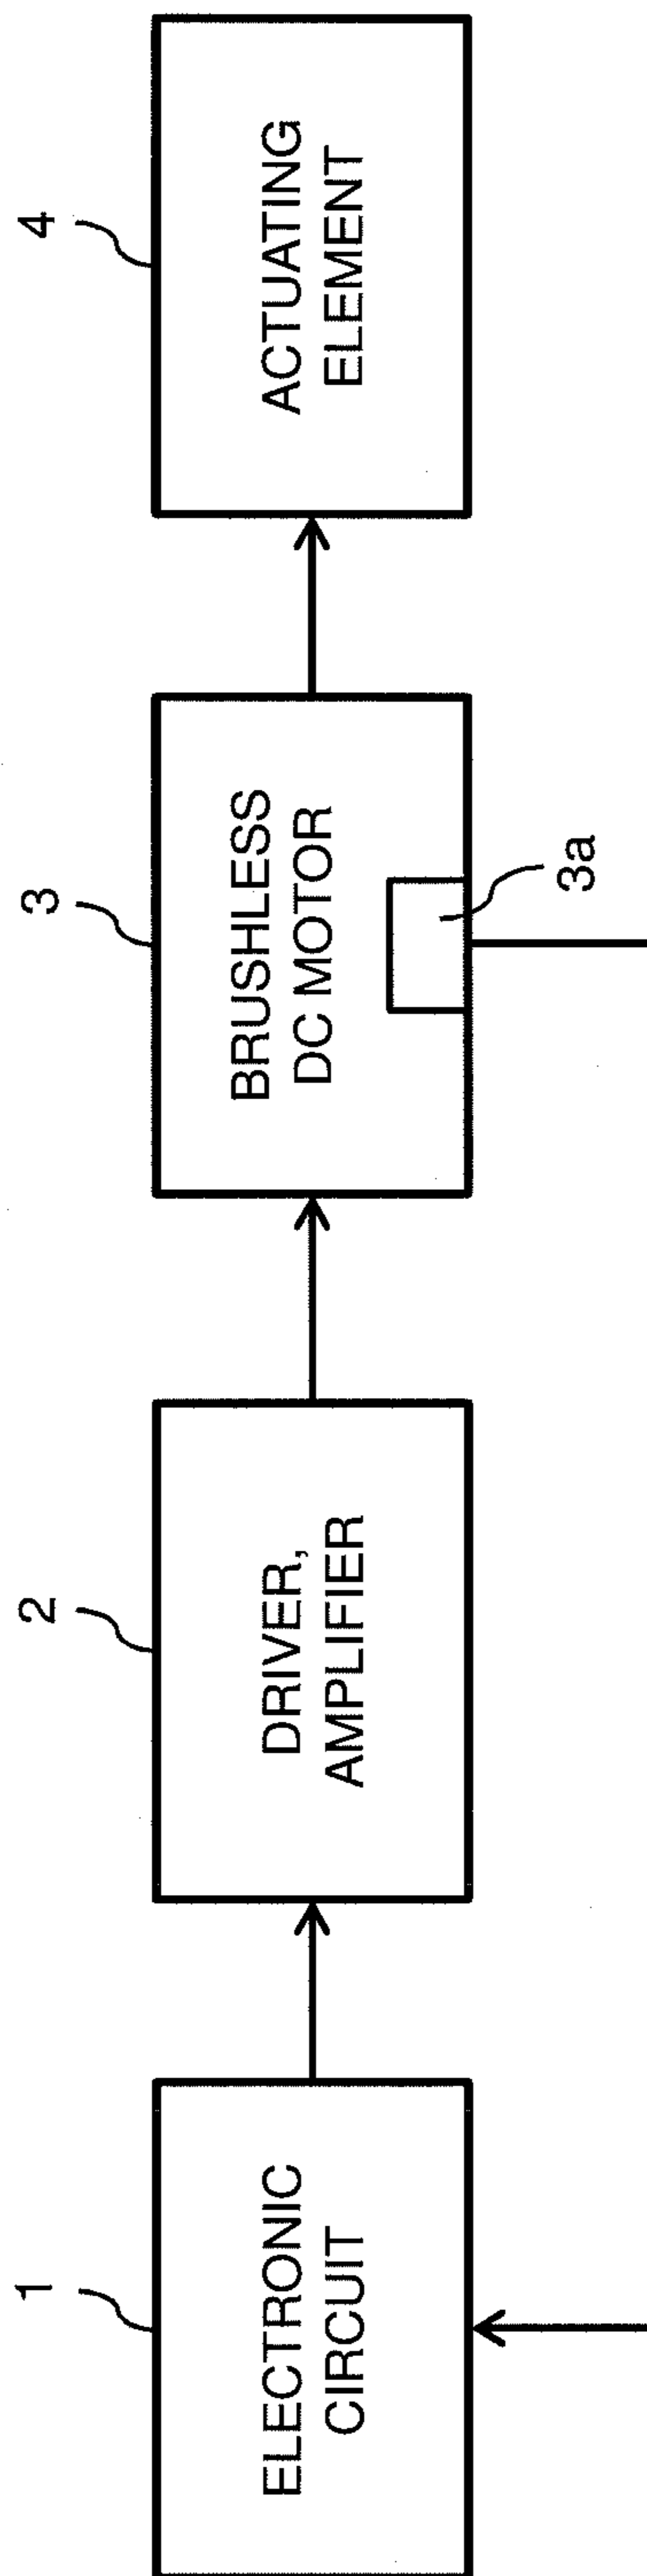 1
ELECTRONIC
CIRCUIT
2
DRIVER,
AMPLIFIER
3
BRUSHLESS
DC MOTOR
3a
4
ACTUATING
ELEMENT